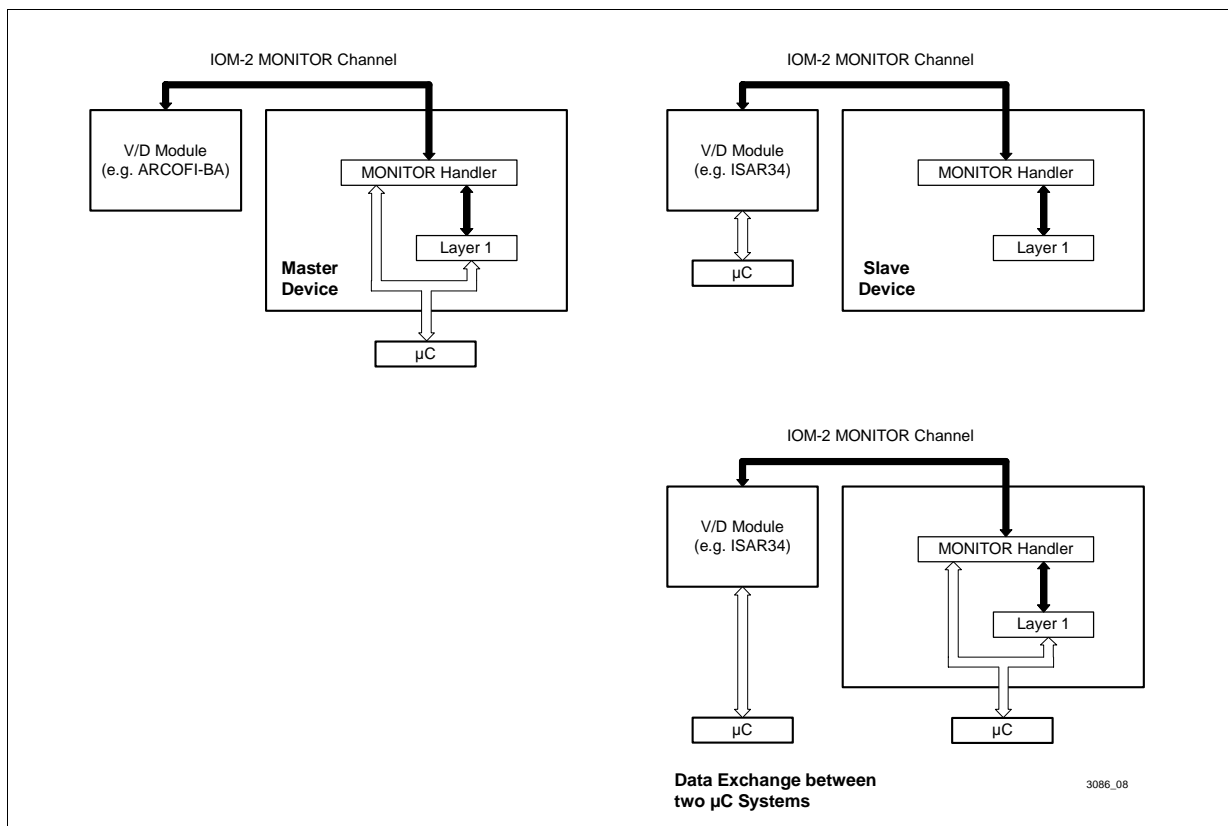 IOM-2 MONITOR Channel
V/D Module
(e.g. ARCOFI-BA)
MONITOR Handler
Layer 1
Master
Device
µC
IOM-2 MONITOR Channel
V/D Module
(e.g. ISAR34)
µC
MONITOR Handler
Layer 1
Slave
Device
IOM-2 MONITOR Channel
V/D Module
(e.g. ISAR34)
MONITOR Handler
Layer 1
µC
µC
Data Exchange between
two µC Systems
3086_08